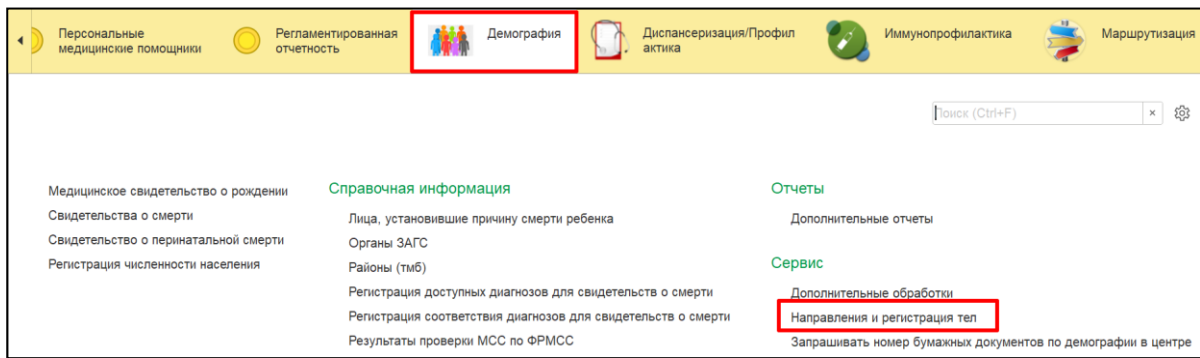 Персональные
медицинские помощники
Регламентированная
отчетность
Демография
Диспансеризация/Профил
актика
Иммунопрофилактика
Маршрутизация
Поиск (Ctrl+F)
×
Медицинское свидетельство о рождении
Свидетельства о смерти
Свидетельство о перинатальной смерти
Регистрация численности населения
Справочная информация
Лица, установившие причину смерти ребенка
Органы ЗАГС
Районы (тмб)
Регистрация доступных диагнозов для свидетельств о смерти
Регистрация соответствия диагнозов для свидетельств о смерти
Результаты проверки МСС по ФРМСС
Отчеты
Дополнительные отчеты
Сервис
Дополнительные обработки
Направления и регистрация тел
Запрашивать номер бумажных документов по демографии в центре